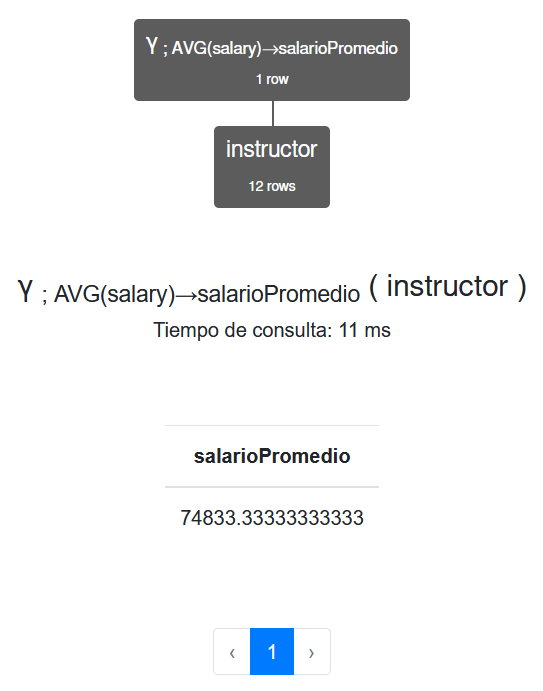 γ ; AVG(salary)→salarioPromedio
1 row
instructor
12 rows
γ ; AVG(salary)→salarioPromedio ( instructor )
Tiempo de consulta: 11 ms
salarioPromedio
74833.33333333333
‹ 1 ›